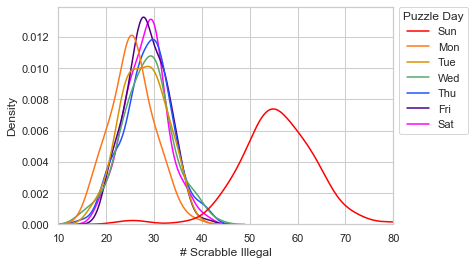 Puzzle Day
Sun
Mon
Tue
Wed
Thu
Fri
Sat
0.012
0.010
0.008
0.006
0.004
0.002
0.000
Density
10 20 30 40 50 60 70 80
# Scrabble Illegal